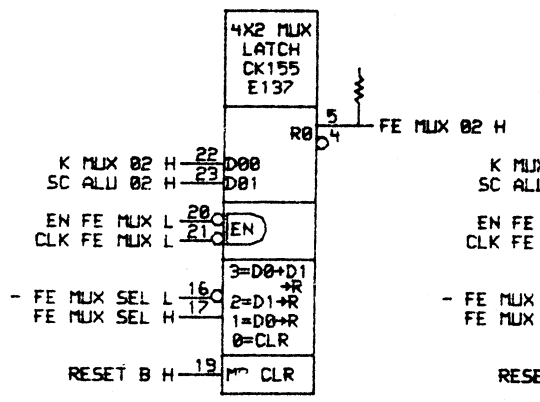 4X2 MUX
LATCH
CK155
E137
5
R0
4
FE MUX 02 H
K MUX 02 H 22 D00
SC ALU 02 H 23 D01
EN FE MUX L 20
CLK FE MUX L 21
EN
3=D0→D1
→R
- FE MUX SEL L 16 2=D1→R
FE MUX SEL H 17 1=D0→R
0=CLR
RESET B H 19 CLR
K MUX
SC ALU
EN FE
CLK FE
- FE MUX
FE MUX
RESE